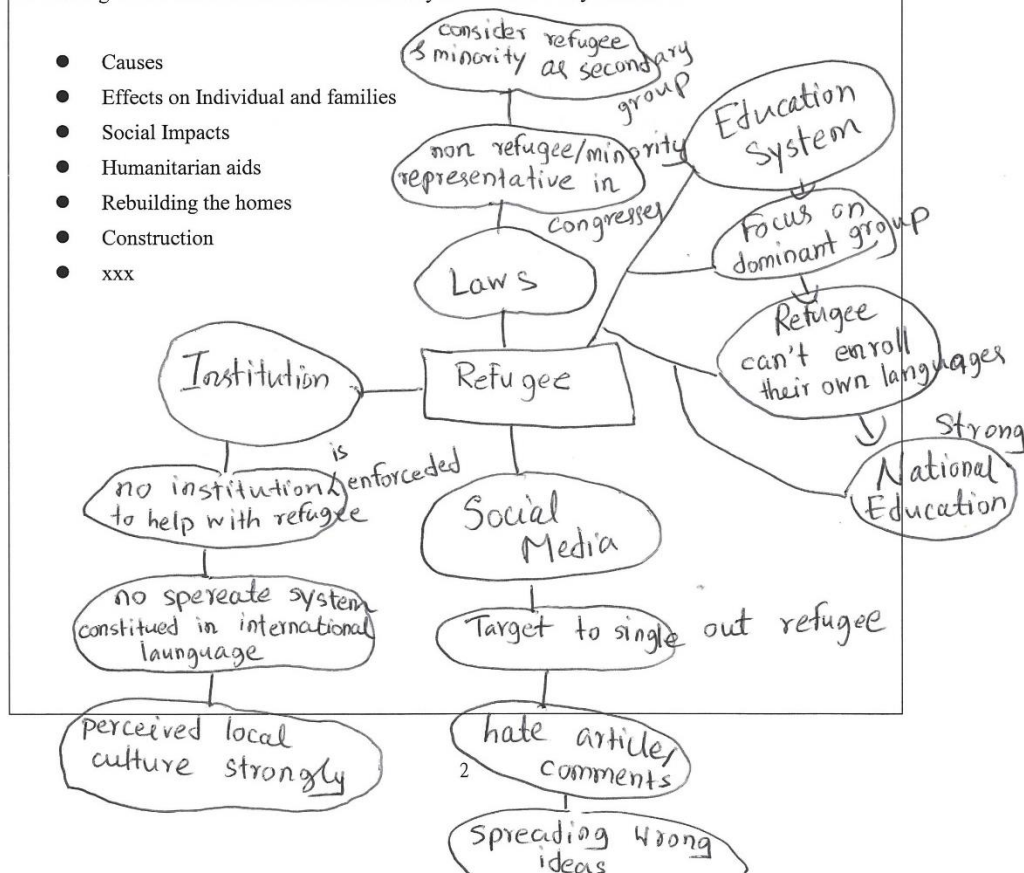 Causes
Effects on Individual and families
Social Impacts
Humanitarian aids
Rebuilding the homes
Construction
xxx
consider refugee
& minority as secondary
group
non refugee/minority
representative in
congresses
Laws
Education
System
Focus on
dominant group
Refugee
can't enroll
their own languages
Strong
National
Education
Refugee
Institution
no institution is enforceded
to help with refugee
no spereate system
constitued in international
launguage
perceived local
culture strongly
Social
Media
Target to single out refugee
hate article,
comments
2
spreading wrong
ideas